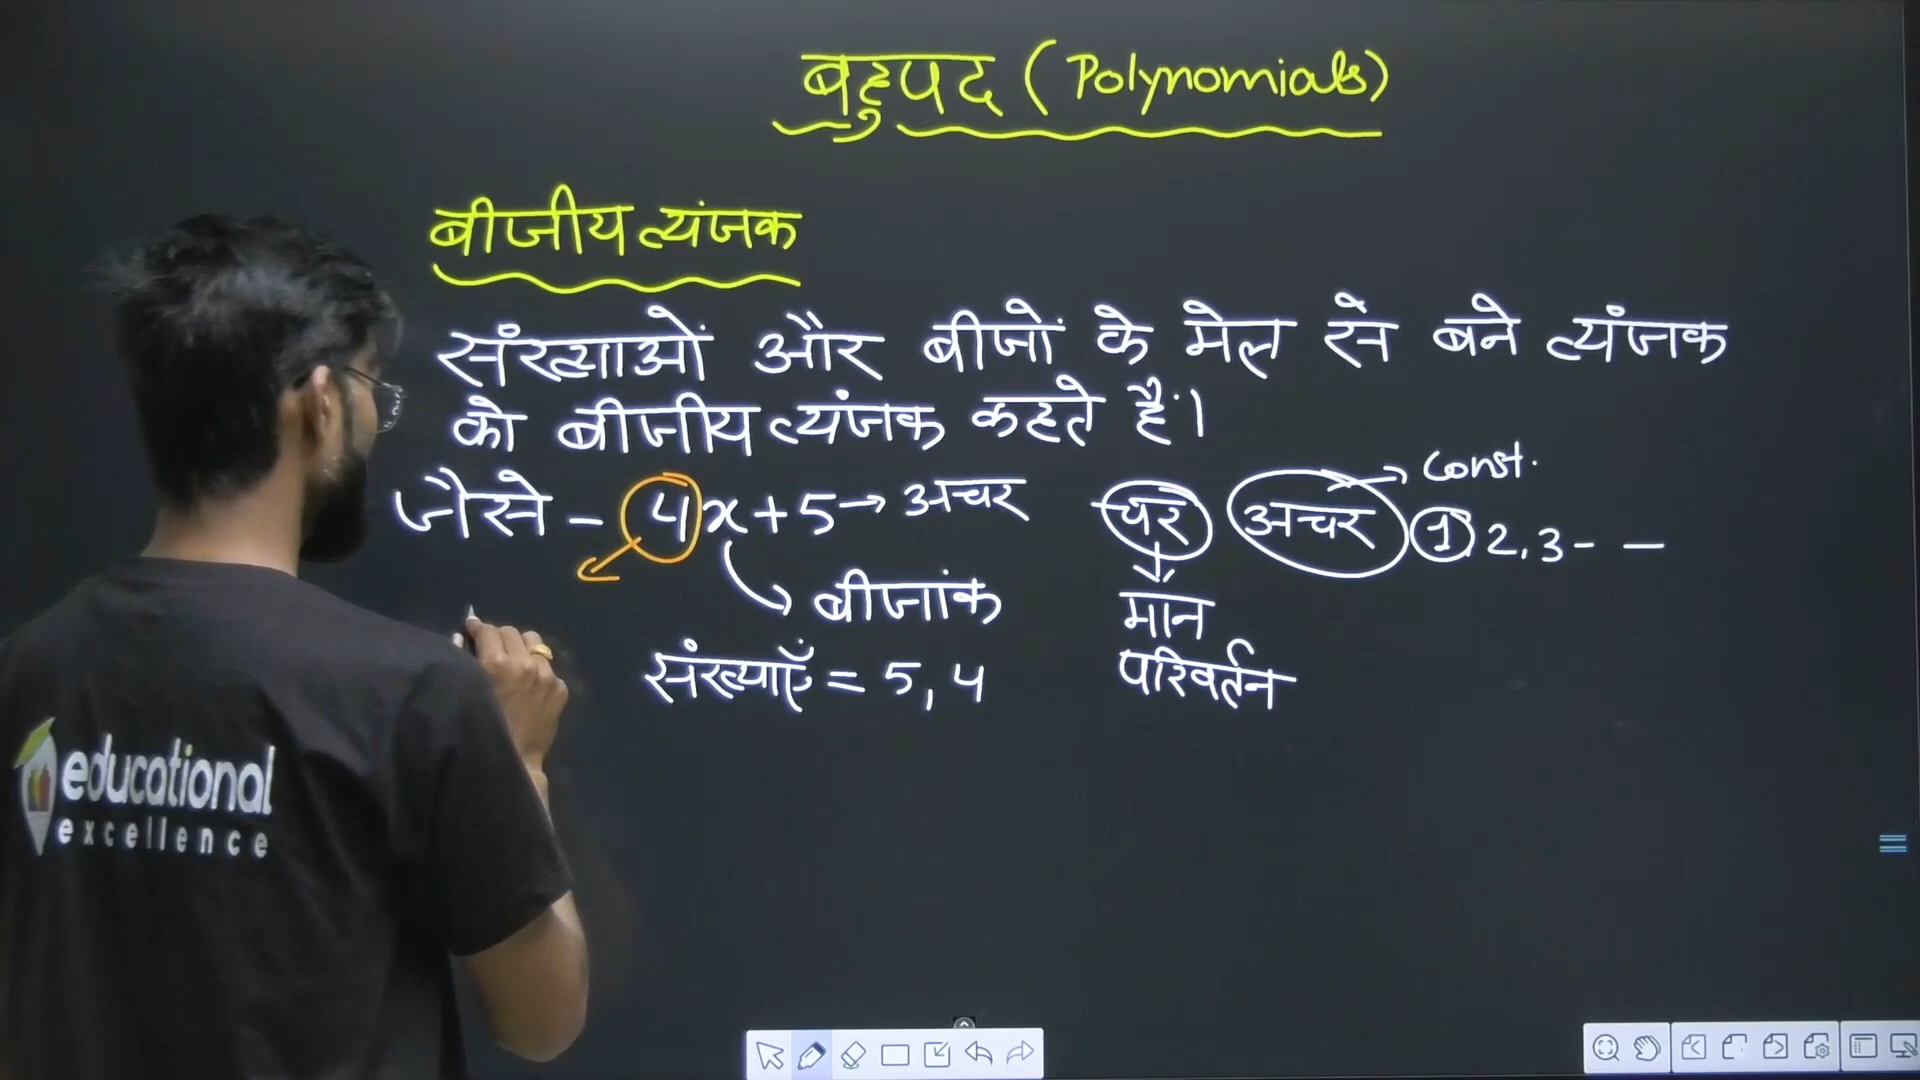 बहुपद (Polynomials)
बीजीय व्यंजक
संख्याओं और बीजों के मेल से बने व्यंजक
को बीजीय व्यंजक कहते हैं।
जैसे - 4x+5 → अचर
चर अचर → Const.
1, 2, 3 - -
बीजांक
मान
परिवर्तन
संख्याएँ = 5, 4
educational
excellence